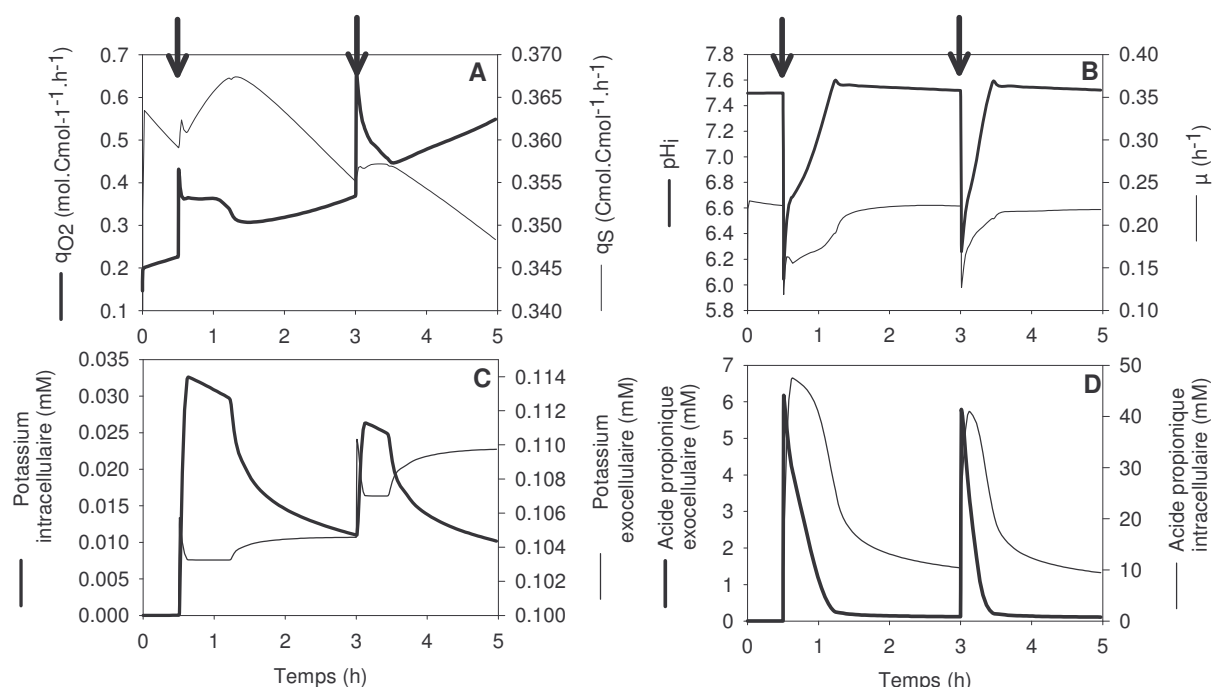 A
qO2 (mol.Cmol-1-1.h-1)
0.7
0.6
0.5
0.4
0.3
0.2
0.1
0 1 2 3 4 5
0.370
0.365
0.360
0.355
0.350
0.345
0.340
qS (Cmol.Cmol-1.h-1)
B
pHi
7.8
7.6
7.4
7.2
7.0
6.8
6.6
6.4
6.2
6.0
5.8
0 1 2 3 4 5
0.40
0.35
0.30
0.25
0.20
0.15
0.10
µ (h-1)
C
Potassium
intracellulaire (mM)
0.035
0.030
0.025
0.020
0.015
0.010
0.005
0.000
0 1 2 3 4 5
Temps (h)
0.114
0.112
0.110
0.108
0.106
0.104
0.102
0.100
Potassium
exocellulaire (mM)
D
Acide propionique
exocellulaire (mM)
7
6
5
4
3
2
1
0
0 1 2 3 4 5
Temps (h)
50
40
30
20
10
0
Acide propionique
intracellulaire (mM)